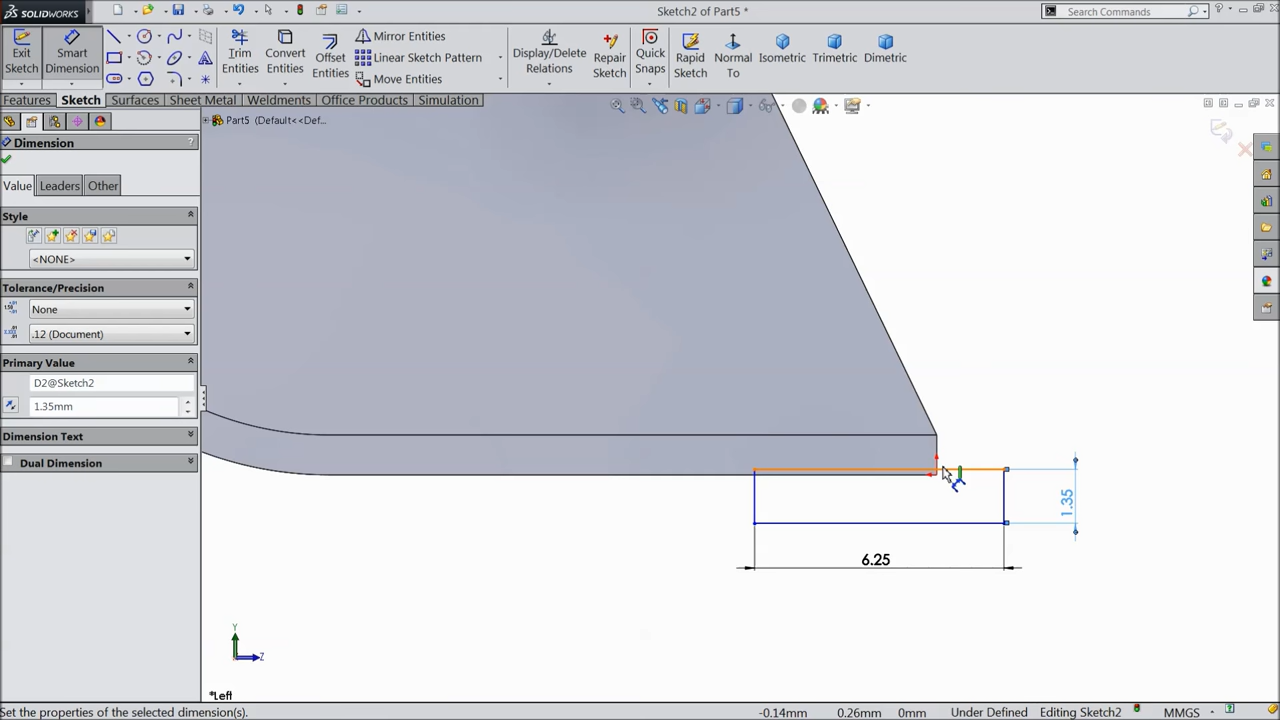 SOLIDWORKS
Sketch2 of Part5 *
Search Commands
Exit Sketch
Smart Dimension
Trim Entities
Convert Entities
Offset Entities
Mirror Entities
Linear Sketch Pattern
Move Entities
Display/Delete Relations
Repair Sketch
Quick Snaps
Rapid Sketch
Normal To
Isometric
Trimetric
Dimetric
Features Sketch Surfaces Sheet Metal Weldments Office Products Simulation
Part5 (Default<<Def...
Dimension
?
Value Leaders Other
Style
<NONE>
Tolerance/Precision
None
.12 (Document)
Primary Value
D2@Sketch2
1.35mm
Dimension Text
Dual Dimension
1.35
6.25
Y
Z
*Left
Set the properties of the selected dimension(s).
-0.14mm 0.26mm 0mm Under Defined Editing Sketch2 MMGS